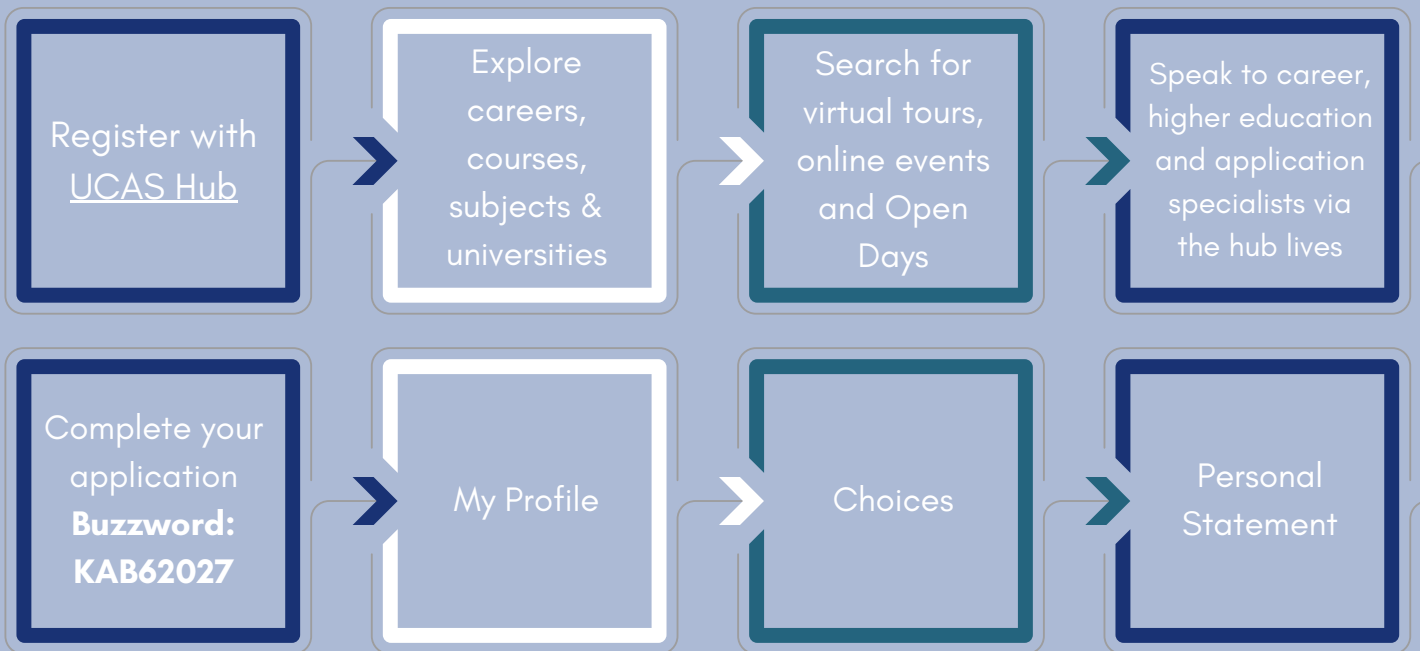 Register with
UCAS Hub
Explore
careers,
courses,
subjects &
universities
Search for
virtual tours,
online events
and Open
Days
Speak to career,
higher education
and application
specialists via
the hub lives
Complete your
application
Buzzword:
KAB62027
My Profile
Choices
Personal
Statement